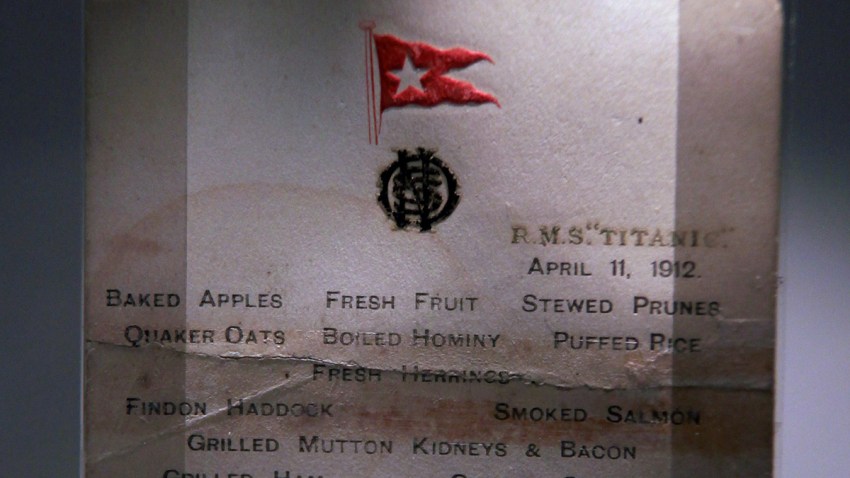 R.M.S. "TITANIC."
APRIL 11, 1912.
BAKED APPLES FRESH FRUIT STEWED PRUNES
QUAKER OATS BOILED HOMINY PUFFED RICE
FRESH HERRINGS
FINDON HADDOCK SMOKED SALMON
GRILLED MUTTON KIDNEYS & BACON
GRILLED